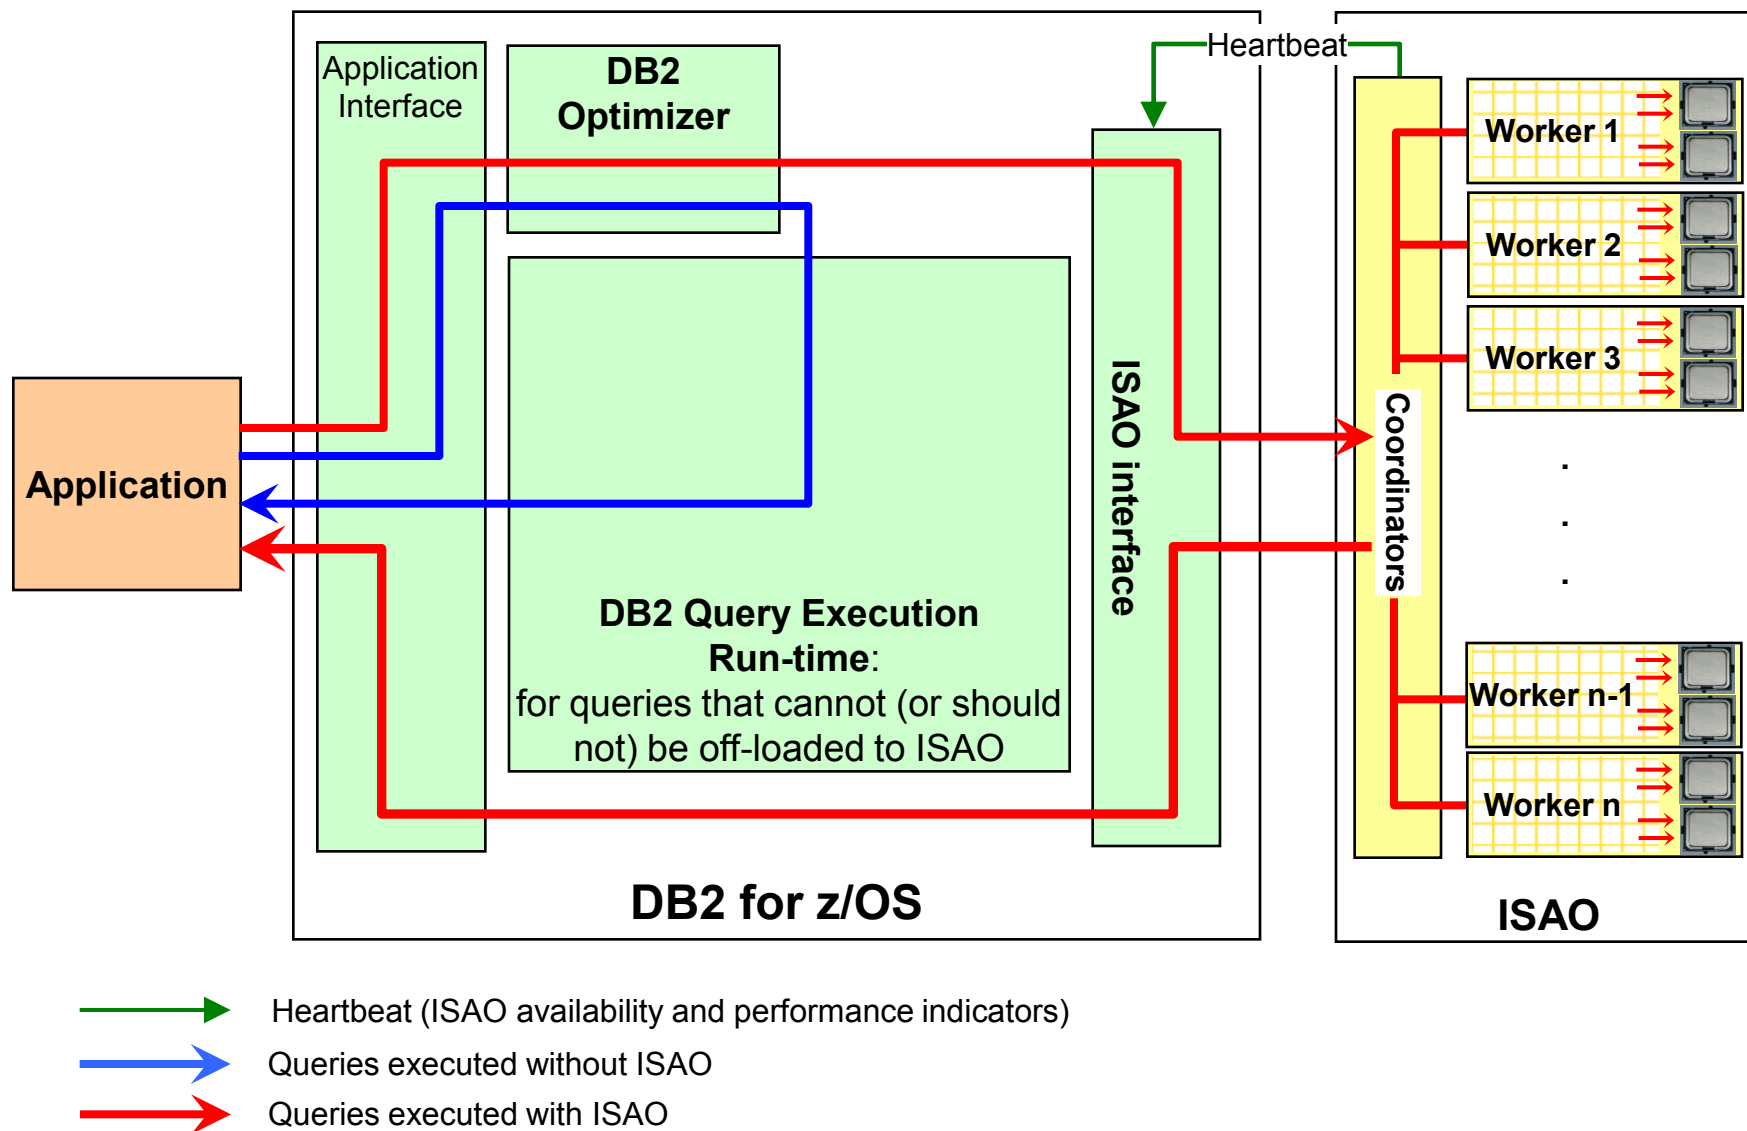 Application
Interface
DB2
Optimizer
Heartbeat
Worker 1
Worker 2
Worker 3
.
.
.
Worker n-1
Worker n
Coordinators
ISAO interface
Application
DB2 Query Execution
Run-time:
for queries that cannot (or should
not) be off-loaded to ISAO
DB2 for z/OS
ISAO
Heartbeat (ISAO availability and performance indicators)
Queries executed without ISAO
Queries executed with ISAO